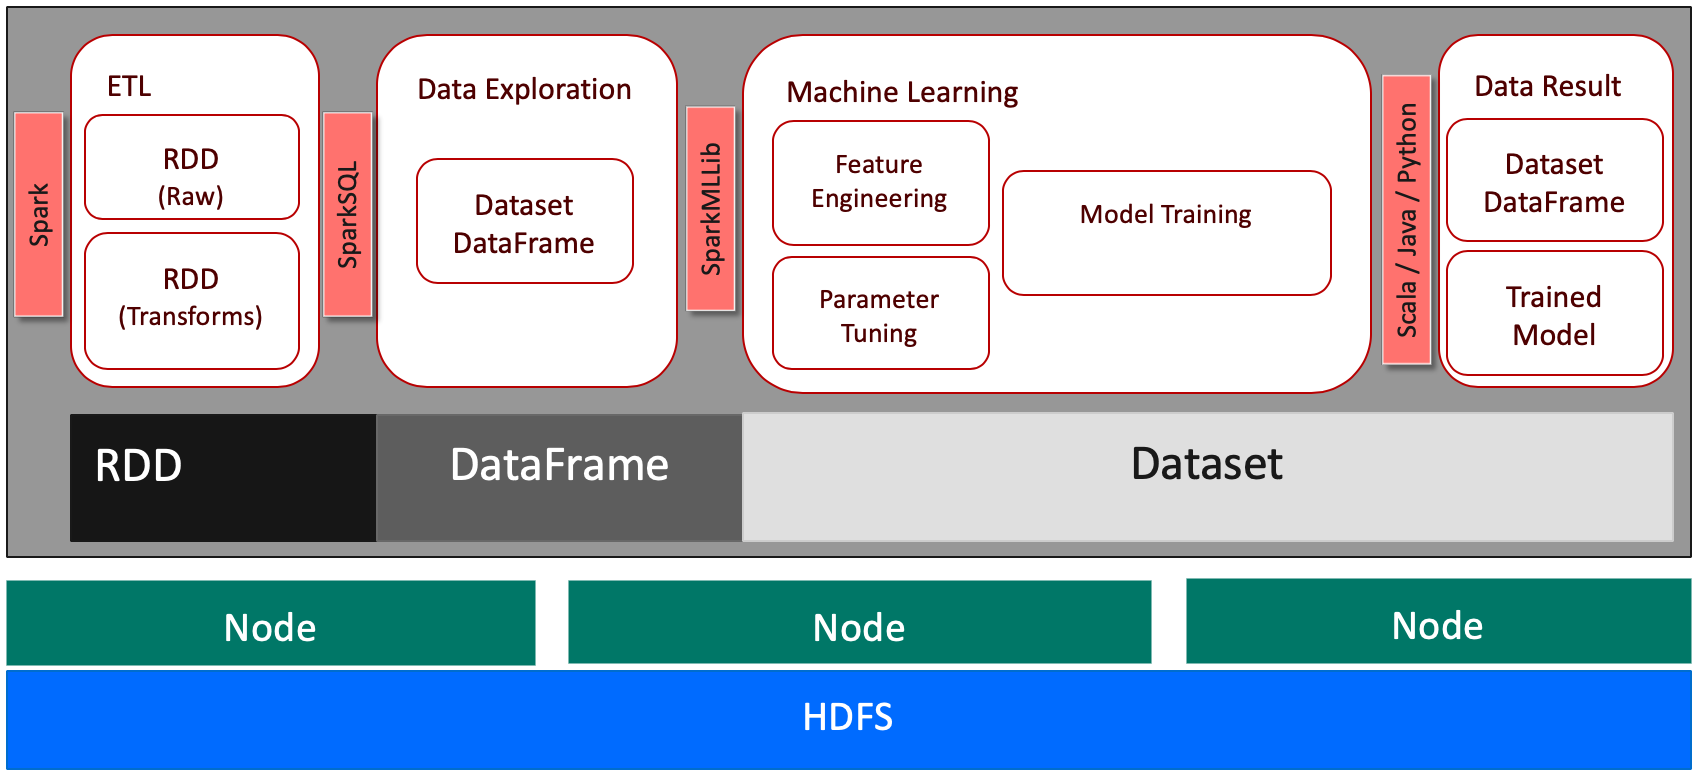 Spark
ETL
RDD
(Raw)
RDD
(Transforms)
SparkSQL
Data Exploration
Dataset
DataFrame
SparkMLLib
Machine Learning
Feature
Engineering
Parameter
Tuning
Model Training
Scala / Java / Python
Data Result
Dataset
DataFrame
Trained
Model
RDD
DataFrame
Dataset
Node
Node
Node
HDFS